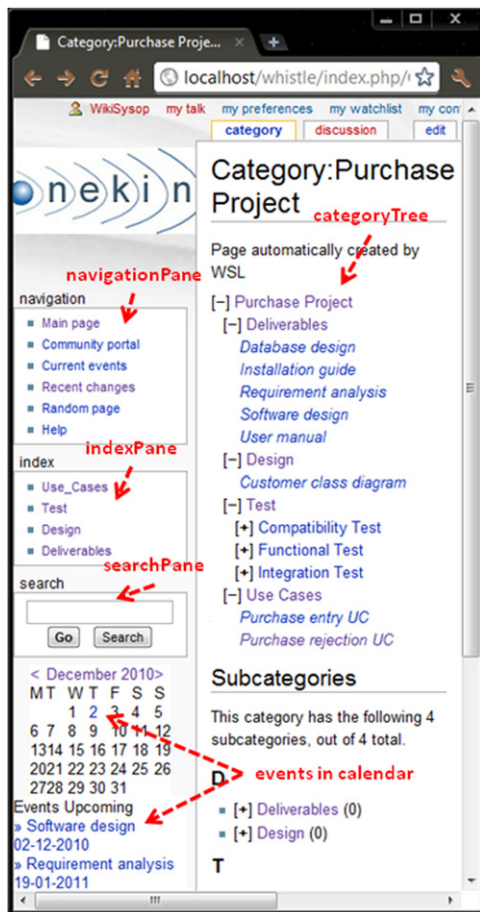 Category:Purchase Proje...
localhost/whistle/index.php/
WikiSysop my talk my preferences my watchlist my con
category discussion edit
onekin
navigationPane
navigation
Main page
Community portal
Current events
Recent changes
Random page
Help
indexPane
index
Use_Cases
Test
Design
Deliverables
searchPane
search
Go Search
< December 2010>
M T W T F S S
1 2 3 4 5
6 7 8 9 10 11 12
1314 15 16 17 18 19
2021 22 23 24 25 26
2728 29 30 31
Events Upcoming
» Software design
02-12-2010
» Requirement analysis
19-01-2011
Category:Purchase
Project
categoryTree
Page automatically created by
WSL
[−] Purchase Project
[−] Deliverables
Database design
Installation guide
Requirement analysis
Software design
User manual
[−] Design
Customer class diagram
[−] Test
[+] Compatibility Test
[+] Functional Test
[+] Integration Test
[−] Use Cases
Purchase entry UC
Purchase rejection UC
Subcategories
This category has the following 4
subcategories, out of 4 total.
D
events in calendar
[+] Deliverables (0)
[+] Design (0)
T